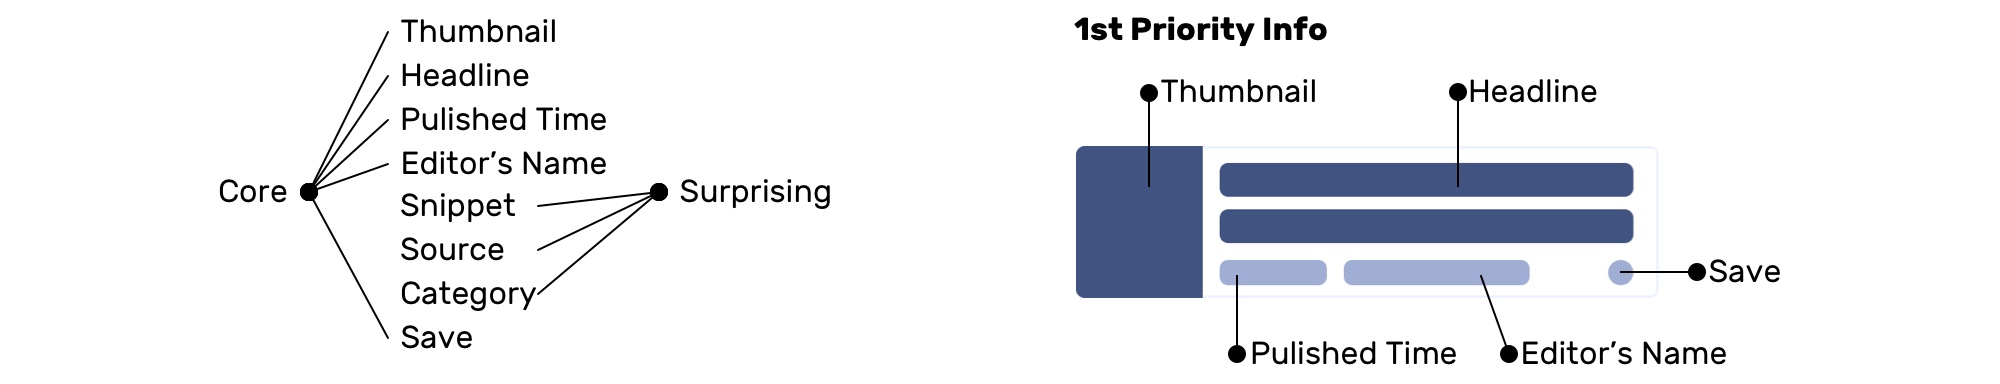 Thumbnail
Headline
Pulished Time
Editor’s Name
Core
Snippet
Surprising
Source
Category
Save
1st Priority Info
Thumbnail
Headline
Save
Pulished Time
Editor’s Name